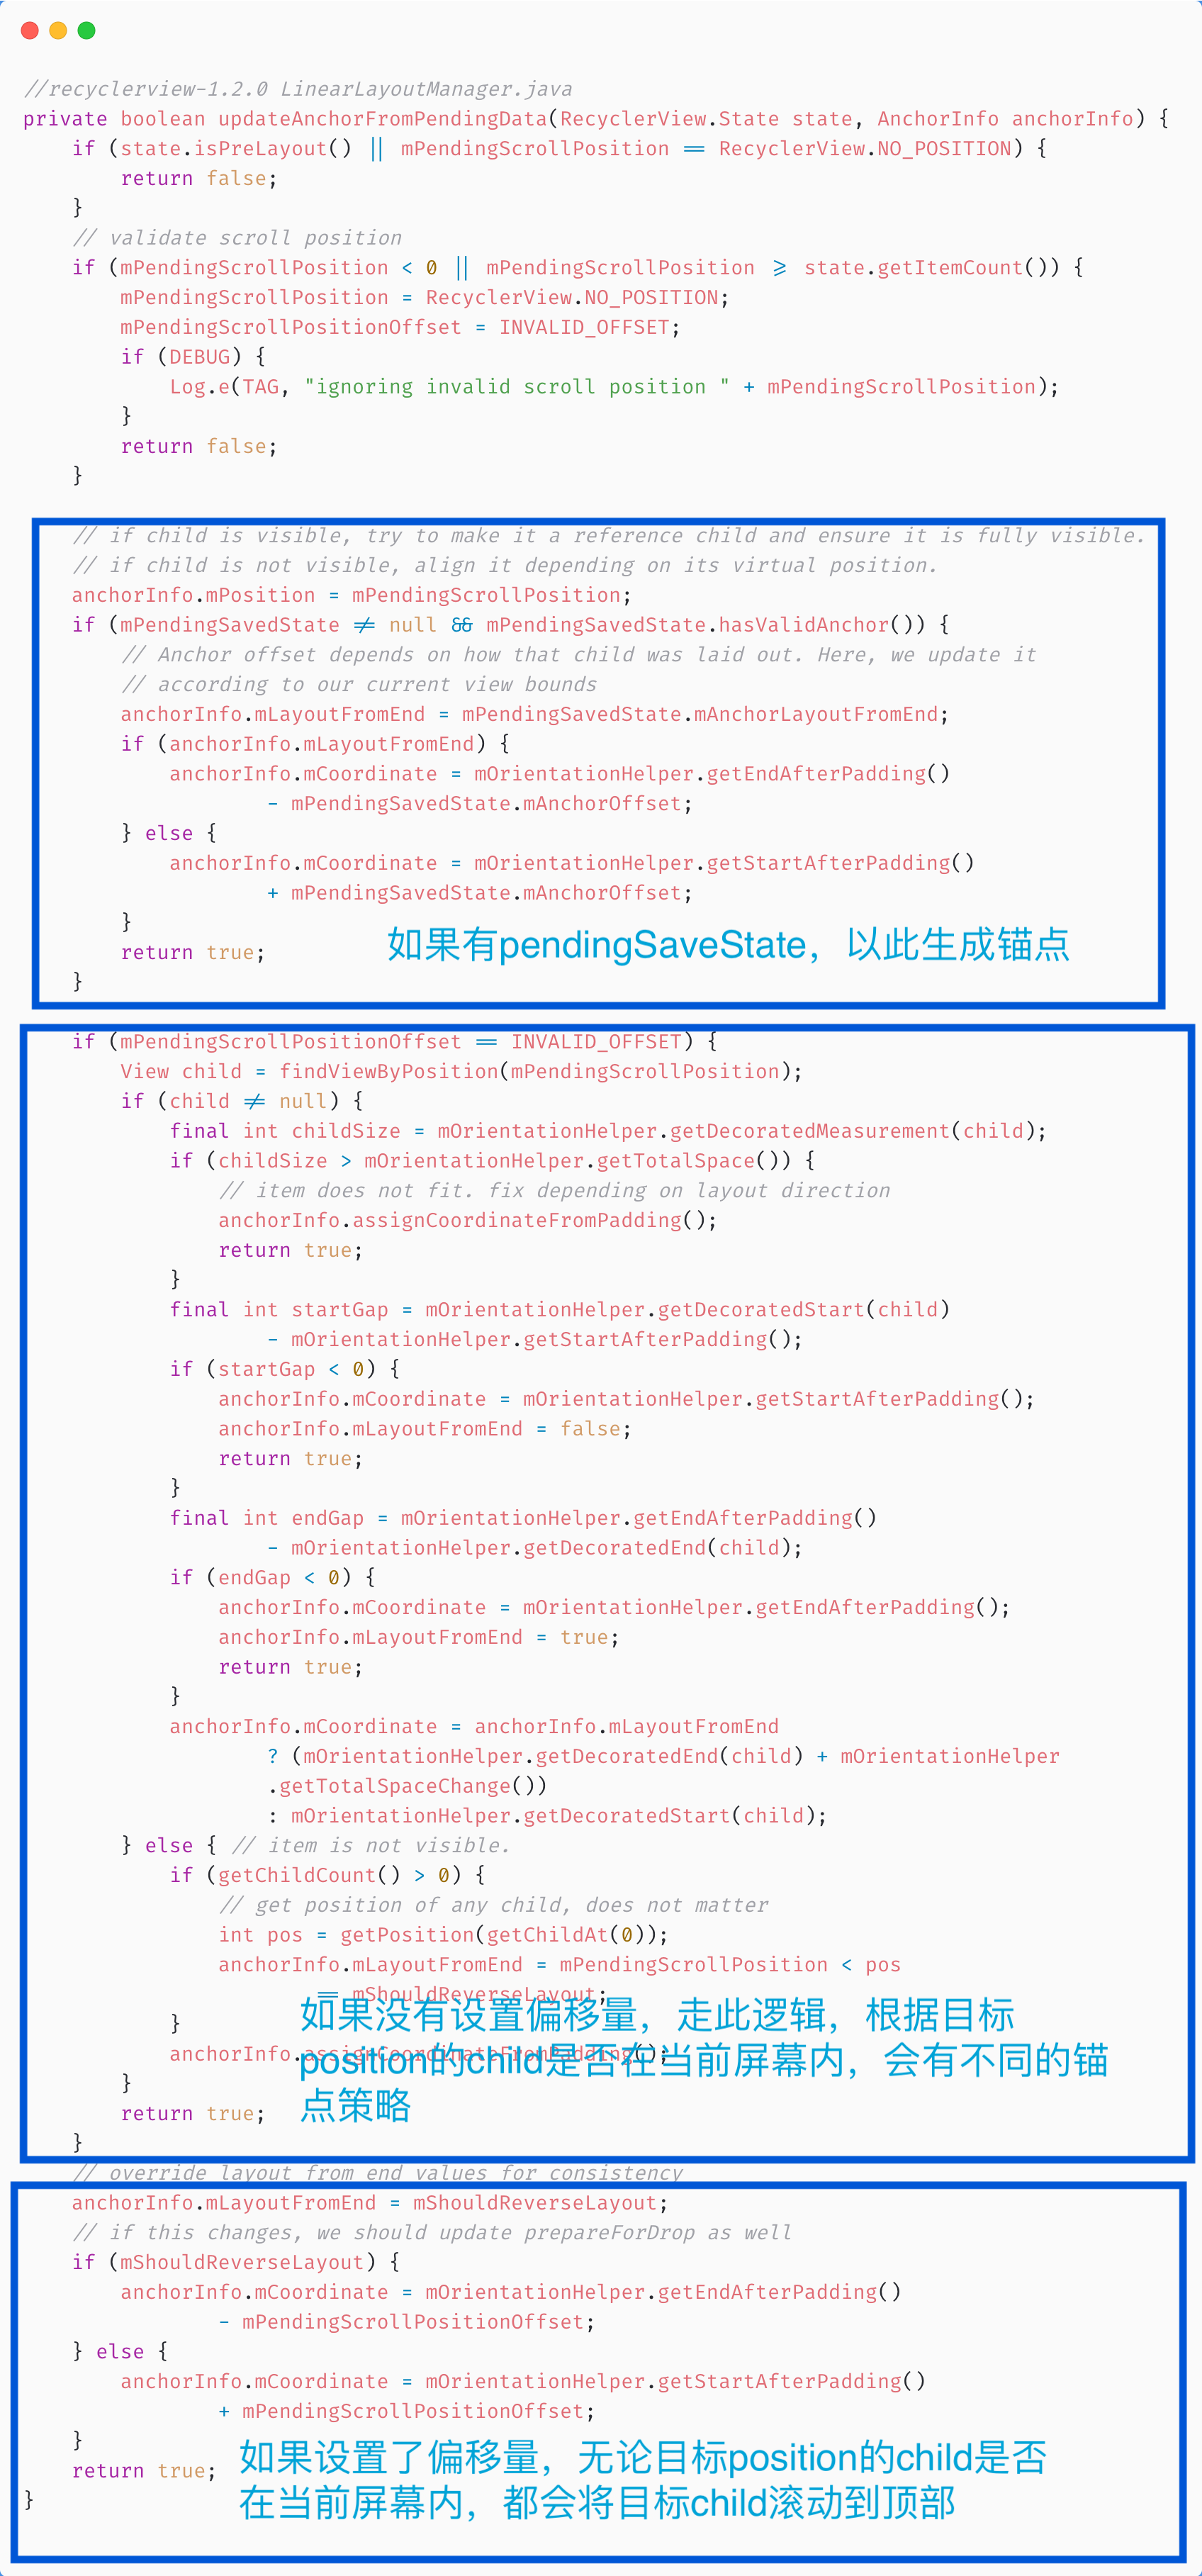 //recyclerview-1.2.0 LinearLayoutManager.java
private boolean updateAnchorFromPendingData(RecyclerView.State state, AnchorInfo anchorInfo) {
    if (state.isPreLayout() || mPendingScrollPosition == RecyclerView.NO_POSITION) {
        return false;
    }
    // validate scroll position
    if (mPendingScrollPosition < 0 || mPendingScrollPosition >= state.getItemCount()) {
        mPendingScrollPosition = RecyclerView.NO_POSITION;
        mPendingScrollPositionOffset = INVALID_OFFSET;
        if (DEBUG) {
            Log.e(TAG, "ignoring invalid scroll position " + mPendingScrollPosition);
        }
        return false;
    }
    // if child is visible, try to make it a reference child and ensure it is fully visible.
    // if child is not visible, align it depending on its virtual position.
    anchorInfo.mPosition = mPendingScrollPosition;
    if (mPendingSavedState != null && mPendingSavedState.hasValidAnchor()) {
        // Anchor offset depends on how that child was laid out. Here, we update it
        // according to our current view bounds
        anchorInfo.mLayoutFromEnd = mPendingSavedState.mAnchorLayoutFromEnd;
        if (anchorInfo.mLayoutFromEnd) {
            anchorInfo.mCoordinate = mOrientationHelper.getEndAfterPadding()
                    - mPendingSavedState.mAnchorOffset;
        } else {
            anchorInfo.mCoordinate = mOrientationHelper.getStartAfterPadding()
                    + mPendingSavedState.mAnchorOffset;
        }
        return true;
如果有pendingSaveState，以此生成锚点
    }
    if (mPendingScrollPositionOffset == INVALID_OFFSET) {
        View child = findViewByPosition(mPendingScrollPosition);
        if (child != null) {
            final int childSize = mOrientationHelper.getDecoratedMeasurement(child);
            if (childSize > mOrientationHelper.getTotalSpace()) {
                // item does not fit. fix depending on layout direction
                anchorInfo.assignCoordinateFromPadding();
                return true;
            }
            final int startGap = mOrientationHelper.getDecoratedStart(child)
                    - mOrientationHelper.getStartAfterPadding();
            if (startGap < 0) {
                anchorInfo.mCoordinate = mOrientationHelper.getStartAfterPadding();
                anchorInfo.mLayoutFromEnd = false;
                return true;
            }
            final int endGap = mOrientationHelper.getEndAfterPadding()
                    - mOrientationHelper.getDecoratedEnd(child);
            if (endGap < 0) {
                anchorInfo.mCoordinate = mOrientationHelper.getEndAfterPadding();
                anchorInfo.mLayoutFromEnd = true;
                return true;
            }
            anchorInfo.mCoordinate = anchorInfo.mLayoutFromEnd
                    ? (mOrientationHelper.getDecoratedEnd(child) + mOrientationHelper
                    .getTotalSpaceChange())
                    : mOrientationHelper.getDecoratedStart(child);
        } else { // item is not visible.
            if (getChildCount() > 0) {
                // get position of any child, does not matter
                int pos = getPosition(getChildAt(0));
                anchorInfo.mLayoutFromEnd = mPendingScrollPosition < pos
                        == mShouldReverseLayout;
            }
            anchorInfo.assignCoordinateFromPadding();
        }
        return true;
    }
如果没有设置偏移量，走此逻辑，根据目标
position的child是否在当前屏幕内，会有不同的锚
点策略
    // override layout from end values for consistency
    anchorInfo.mLayoutFromEnd = mShouldReverseLayout;
    // if this changes, we should update prepareForDrop as well
    if (mShouldReverseLayout) {
        anchorInfo.mCoordinate = mOrientationHelper.getEndAfterPadding()
                - mPendingScrollPositionOffset;
    } else {
        anchorInfo.mCoordinate = mOrientationHelper.getStartAfterPadding()
                + mPendingScrollPositionOffset;
    }
    return true;
}
如果设置了偏移量，无论目标position的child是否
在当前屏幕内，都会将目标child滚动到顶部